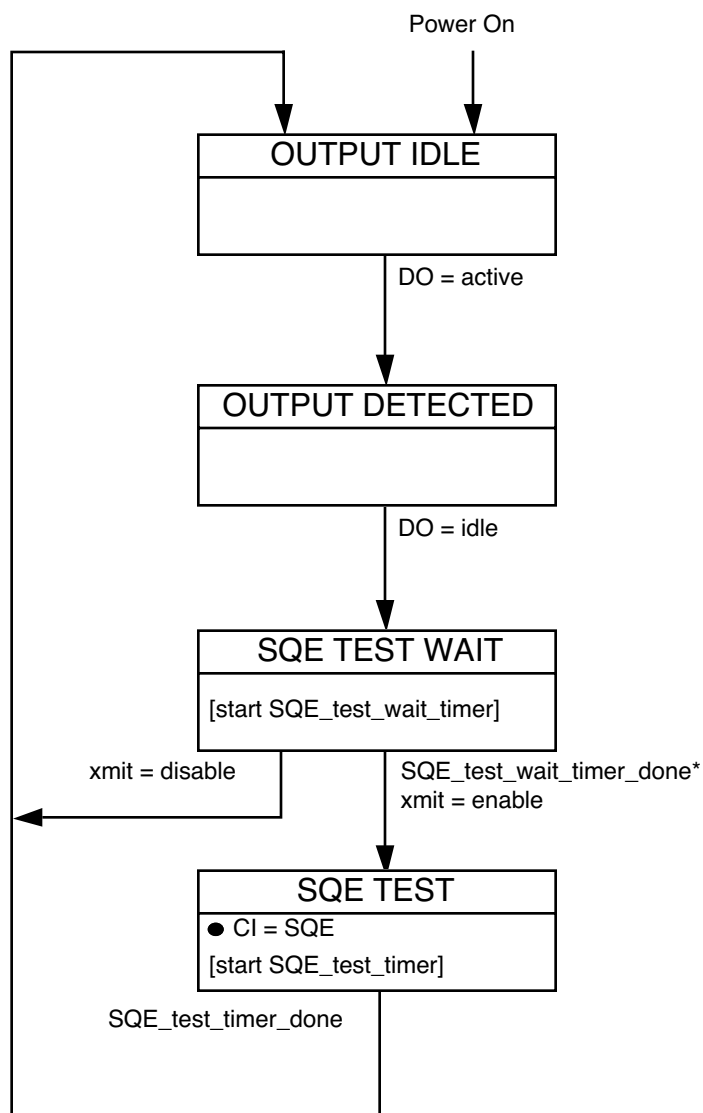 Power On
OUTPUT IDLE
DO = active
OUTPUT DETECTED
DO = idle
SQE TEST WAIT
[start SQE_test_wait_timer]
xmit = disable
SQE_test_wait_timer_done*
xmit = enable
SQE TEST
● CI = SQE
[start SQE_test_timer]
SQE_test_timer_done